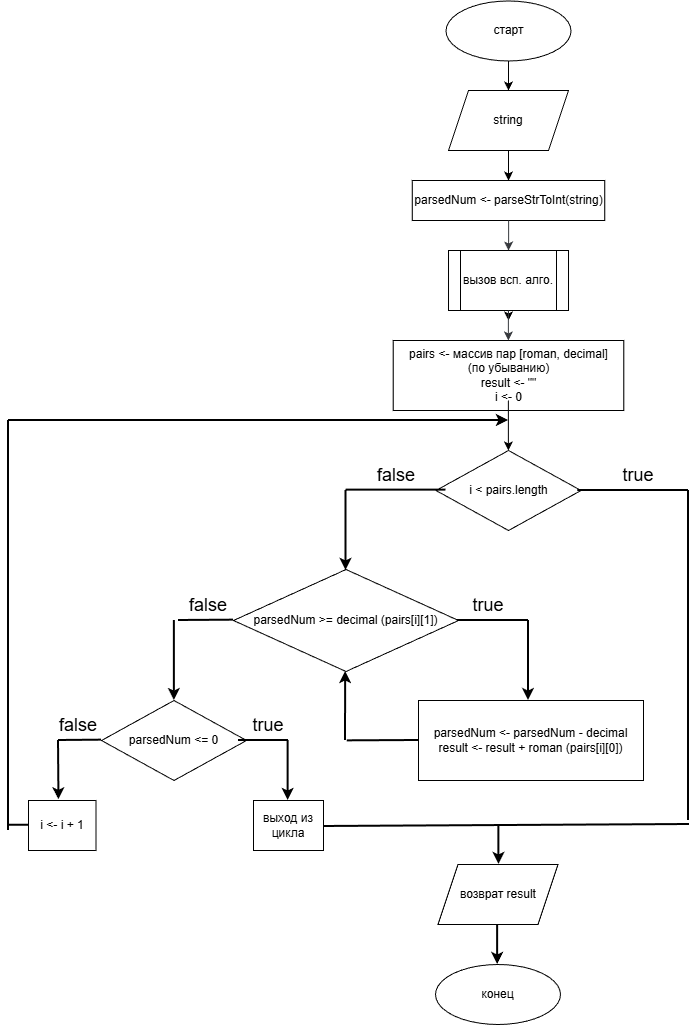 старт
string
parsedNum <- parseStrToInt(string)
вызов всп. алго.
pairs <- массив пар [roman, decimal]
(по убыванию)
result <- ""
i <- 0
false
i < pairs.length
true
false
parsedNum >= decimal (pairs[i][1])
true
false
parsedNum <= 0
true
parsedNum <- parsedNum - decimal
result <- result + roman (pairs[i][0])
i <- i + 1
выход из
цикла
возврат result
конец